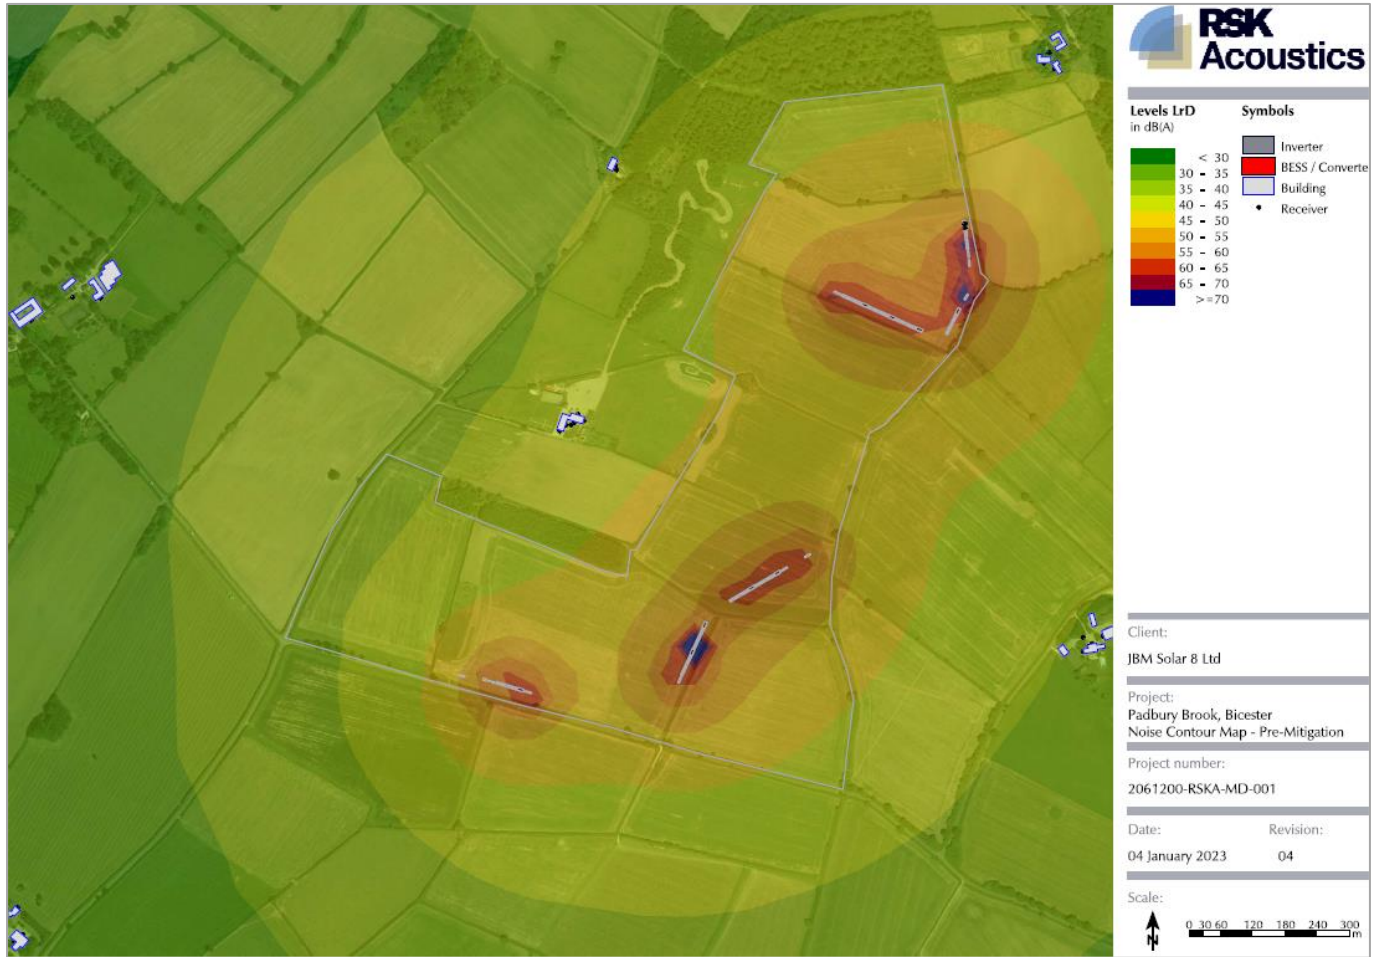 RSK
Acoustics
Levels LrD
in dB(A)
< 30
30 - 35
35 - 40
40 - 45
45 - 50
50 - 55
55 - 60
60 - 65
65 - 70
>=70
Symbols
Inverter
BESS / Converte
Building
Receiver
Client:
JBM Solar 8 Ltd
Project:
Padbury Brook, Bicester
Noise Contour Map - Pre-Mitigation
Project number:
2061200-RSKA-MD-001
Date: Revision:
04 January 2023 04
Scale:
N
0 30 60 120 180 240 300
m